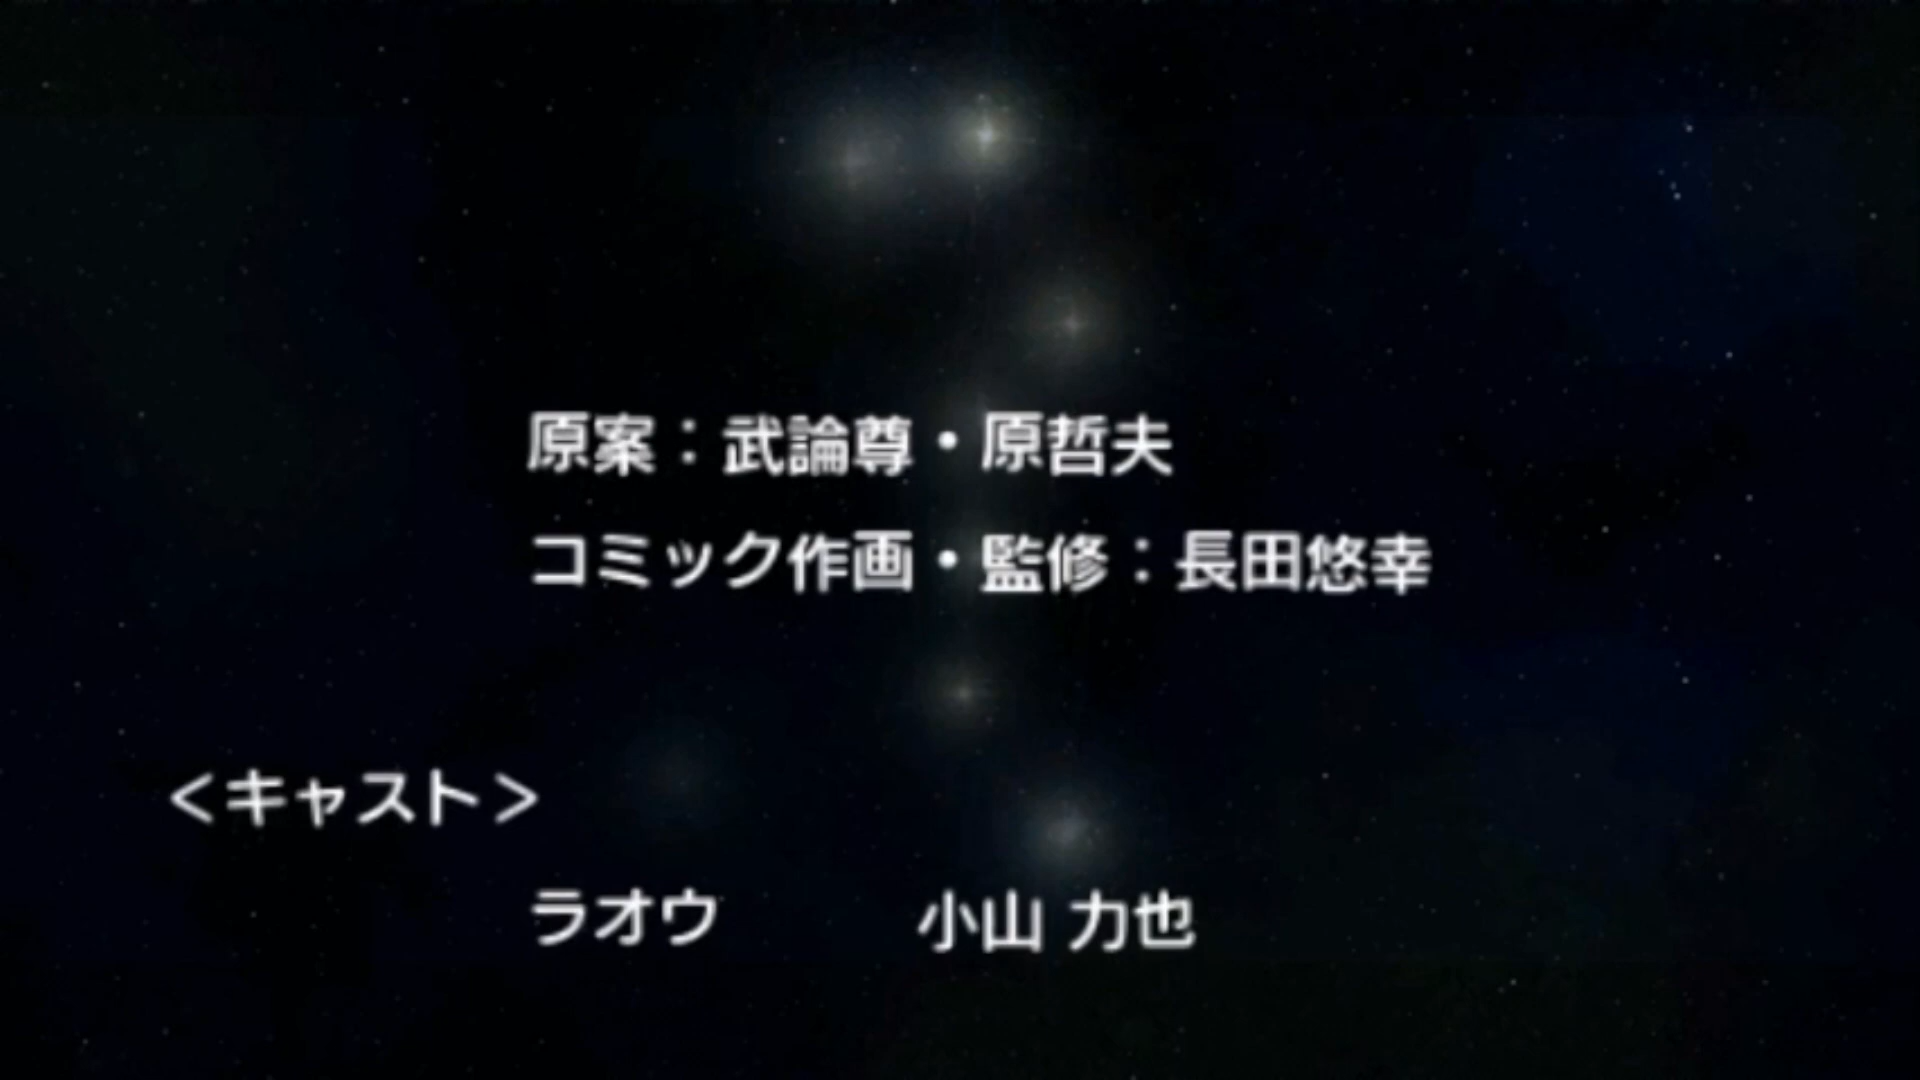 原案：武論尊・原哲夫
コミック作画・監修：長田悠幸
＜キャスト＞
ラオウ　　　小山 力也